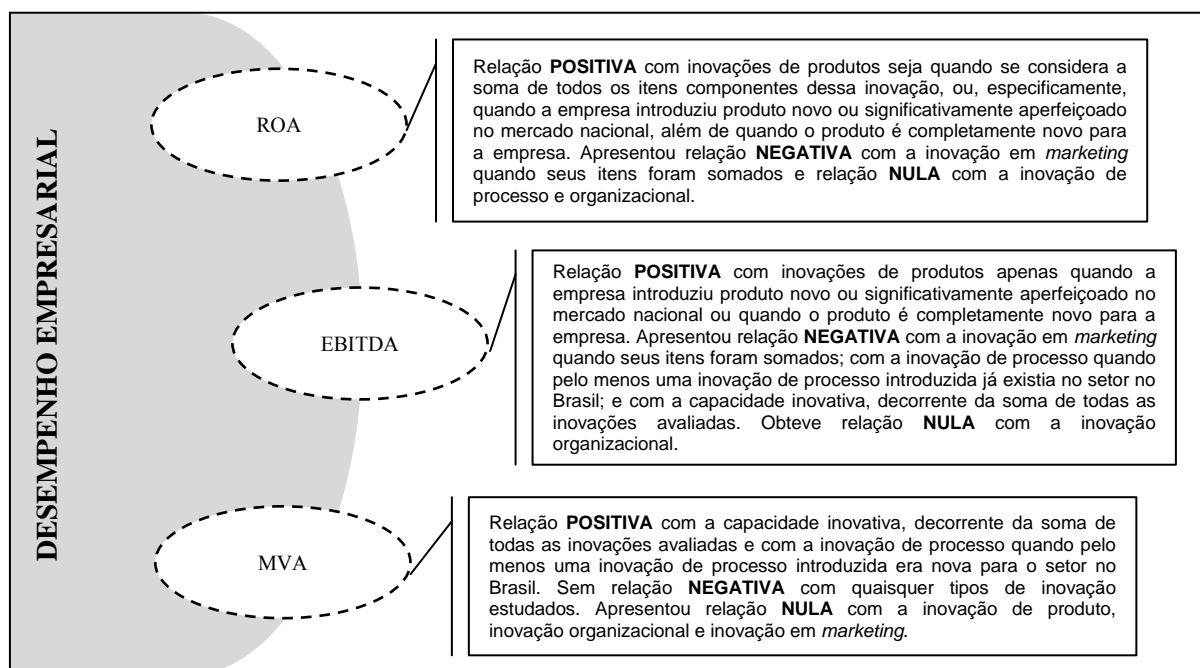 DESEMPENHO EMPRESARIAL
ROA
Relação POSITIVA com inovações de produtos seja quando se considera a
soma de todos os itens componentes dessa inovação, ou, especificamente,
quando a empresa introduziu produto novo ou significativamente aperfeiçoado
no mercado nacional, além de quando o produto é completamente novo para
a empresa. Apresentou relação NEGATIVA com a inovação em marketing
quando seus itens foram somados e relação NULA com a inovação de
processo e organizacional.
EBITDA
Relação POSITIVA com inovações de produtos apenas quando a
empresa introduziu produto novo ou significativamente aperfeiçoado no
mercado nacional ou quando o produto é completamente novo para a
empresa. Apresentou relação NEGATIVA com a inovação em marketing
quando seus itens foram somados; com a inovação de processo quando
pelo menos uma inovação de processo introduzida já existia no setor no
Brasil; e com a capacidade inovativa, decorrente da soma de todas as
inovações avaliadas. Obteve relação NULA com a inovação
organizacional.
MVA
Relação POSITIVA com a capacidade inovativa, decorrente da soma de
todas as inovações avaliadas e com a inovação de processo quando pelo
menos uma inovação de processo introduzida era nova para o setor no
Brasil. Sem relação NEGATIVA com quaisquer tipos de inovação
estudados. Apresentou relação NULA com a inovação de produto,
inovação organizacional e inovação em marketing.